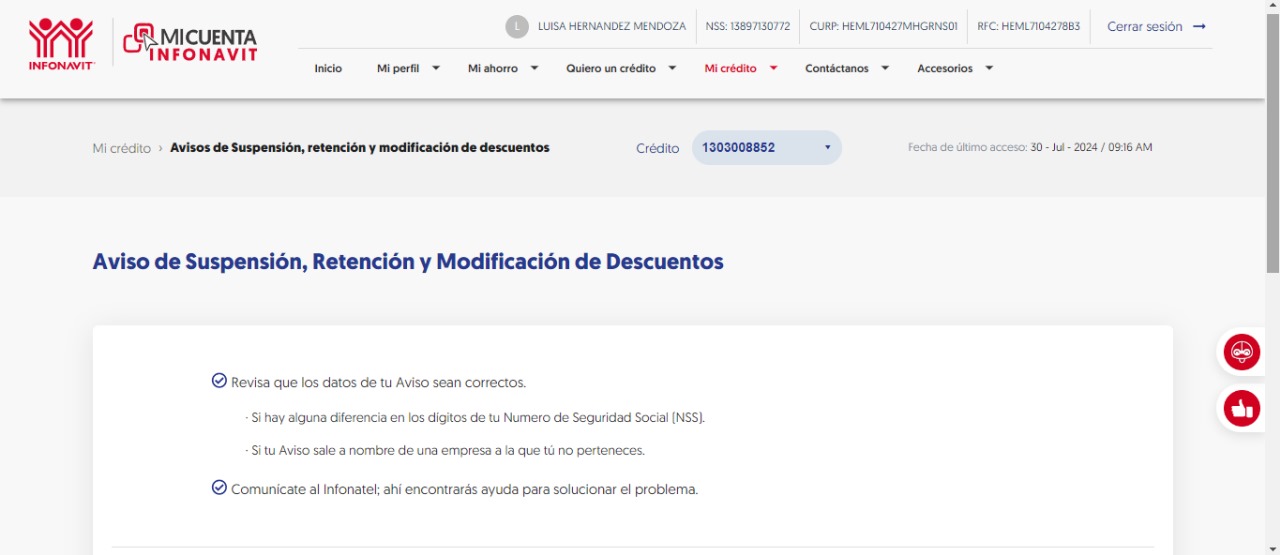 L LUISA HERNANDEZ MENDOZA NSS: 13897130772 CURP: HEML710427MHGRNS01 RFC: HEML7104278B3 Cerrar sesión →
INFONAVIT
MI CUENTA
INFONAVIT
Inicio Mi perfil Mi ahorro Quiero un crédito Mi crédito Contáctanos Accesorios
Mi crédito › Avisos de Suspensión, retención y modificación de descuentos Crédito 1303008852 Fecha de último acceso: 30 - Jul - 2024 / 09:16 AM
Aviso de Suspensión, Retención y Modificación de Descuentos
Revisa que los datos de tu Aviso sean correctos.
· Si hay alguna diferencia en los dígitos de tu Numero de Seguridad Social (NSS).
· Si tu Aviso sale a nombre de una empresa a la que tú no perteneces.
Comunícate al Infonatel; ahí encontrarás ayuda para solucionar el problema.